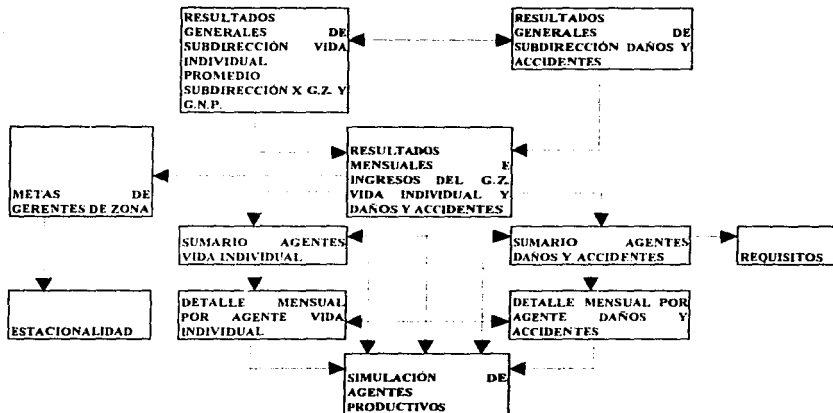 RESULTADOS
GENERALES DE
SUBDIRECCIÓN VIDA
INDIVIDUAL
PROMEDIO
SUBDIRECCIÓN X G.Z. Y
G.N.P.
RESULTADOS
GENERALES DE
SUBDIRECCIÓN DAÑOS Y
ACCIDENTES
METAS DE
GERENTES DE ZONA
RESULTADOS
MENSUALES E
INGRESOS DEL G.Z.
VIDA INDIVIDUAL Y
DAÑOS Y ACCIDENTES
SUMARIO AGENTES
VIDA INDIVIDUAL
SUMARIO AGENTES
DAÑOS Y ACCIDENTES
REQUISITOS
ESTACIONALIDAD
DETALLE MENSUAL
POR AGENTE VIDA
INDIVIDUAL
DETALLE MENSUAL POR
AGENTE DAÑOS Y
ACCIDENTES
SIMULACIÓN DE
AGENTES
PRODUCTIVOS